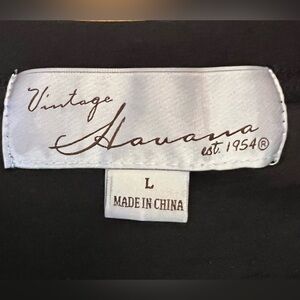 Vintage
Havana
est. 1954®
L
MADE IN CHINA